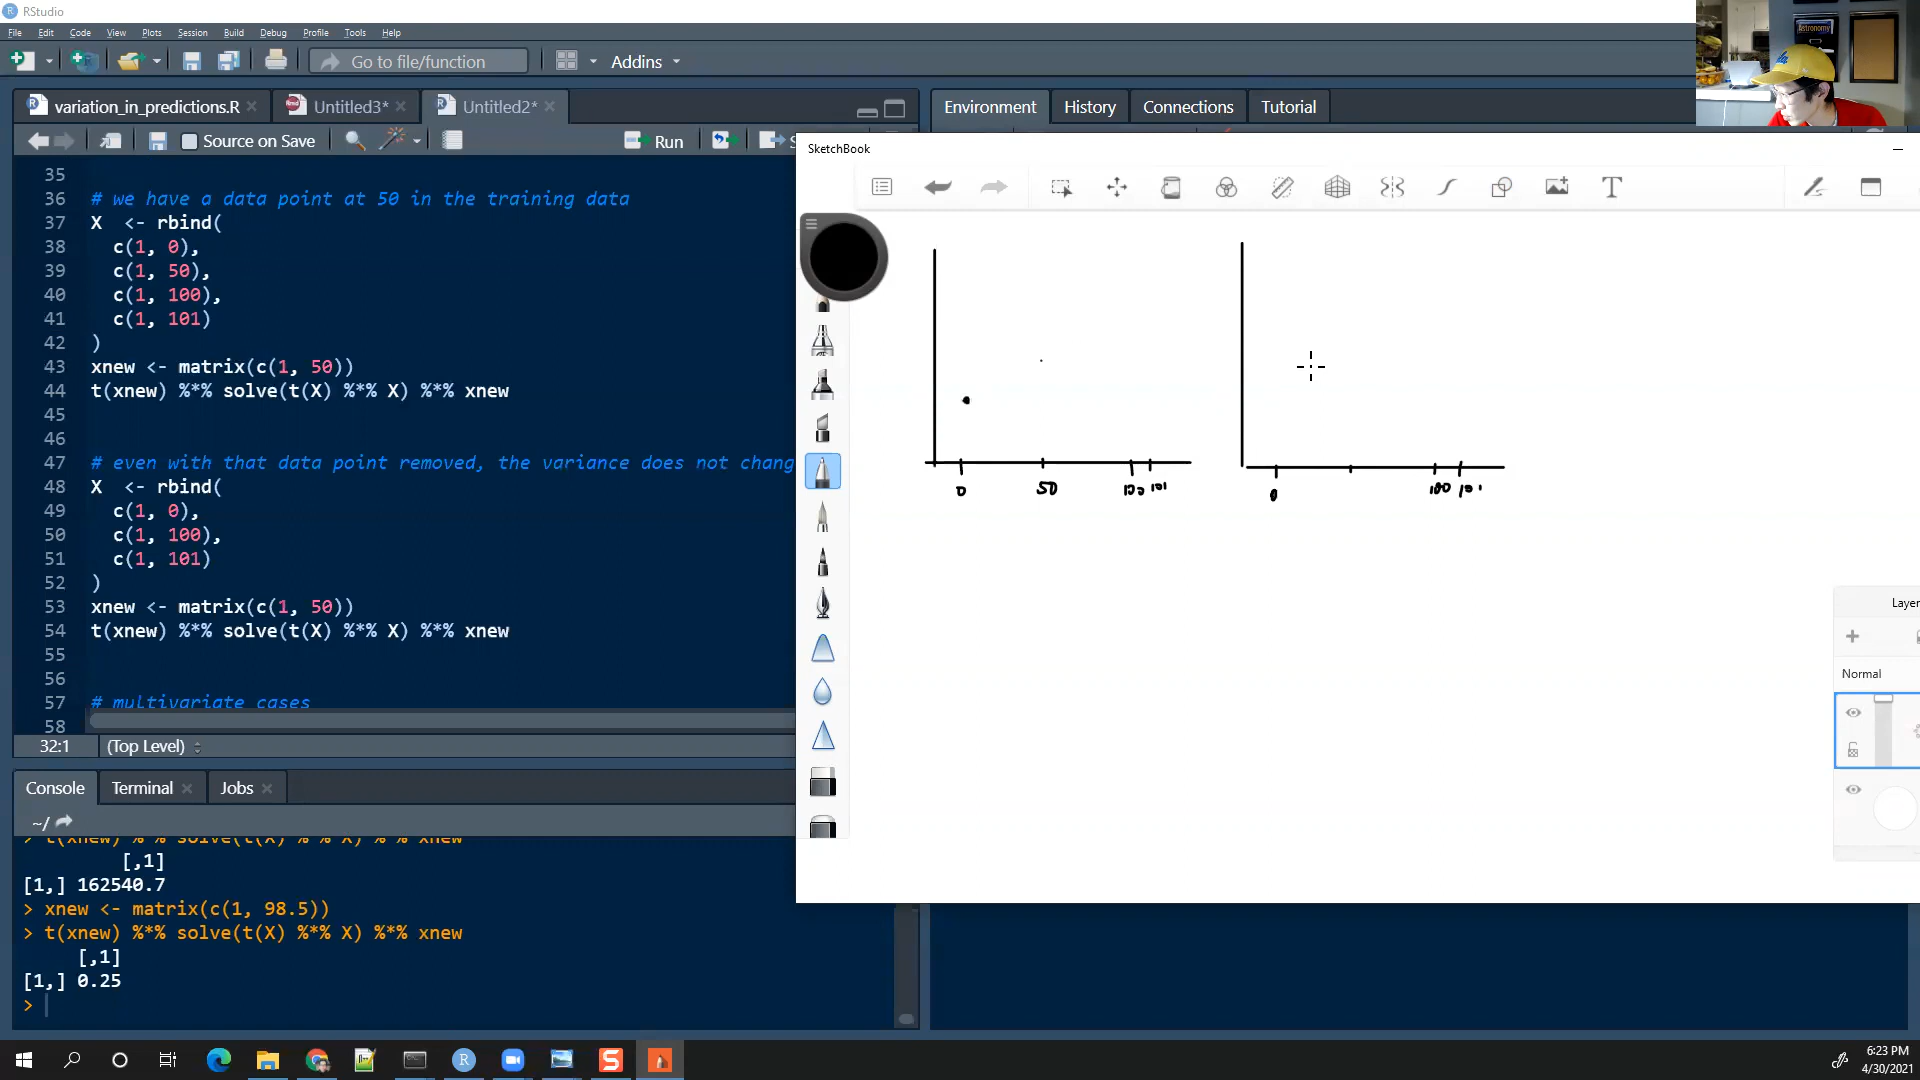 RStudio
File Edit Code View Plots Session Build Debug Profile Tools Help
Go to file/function Addins
variation_in_predictions.R Untitled3* Untitled2*
Source on Save Run
35
36 # we have a data point at 50 in the training data
37 X <- rbind(
38 c(1, 0),
39 c(1, 50),
40 c(1, 100),
41 c(1, 101)
42 )
43 xnew <- matrix(c(1, 50))
44 t(xnew) %*% solve(t(X) %*% X) %*% xnew
45
46
47 # even with that data point removed, the variance does not chang
48 X <- rbind(
49 c(1, 0),
50 c(1, 100),
51 c(1, 101)
52 )
53 xnew <- matrix(c(1, 50))
54 t(xnew) %*% solve(t(X) %*% X) %*% xnew
55
56
57 # multivariate cases
58
32:1 (Top Level)
Console Terminal Jobs
~/
> t(xnew) %*% solve(t(X) %*% X) %*% xnew
[,1]
[1,] 162540.7
> xnew <- matrix(c(1, 98.5))
> t(xnew) %*% solve(t(X) %*% X) %*% xnew
[,1]
[1,] 0.25
>
Environment History Connections Tutorial
Astronomy
SketchBook
0 50 100 101
0 100 101
Layer
Normal
6:23 PM
4/30/2021